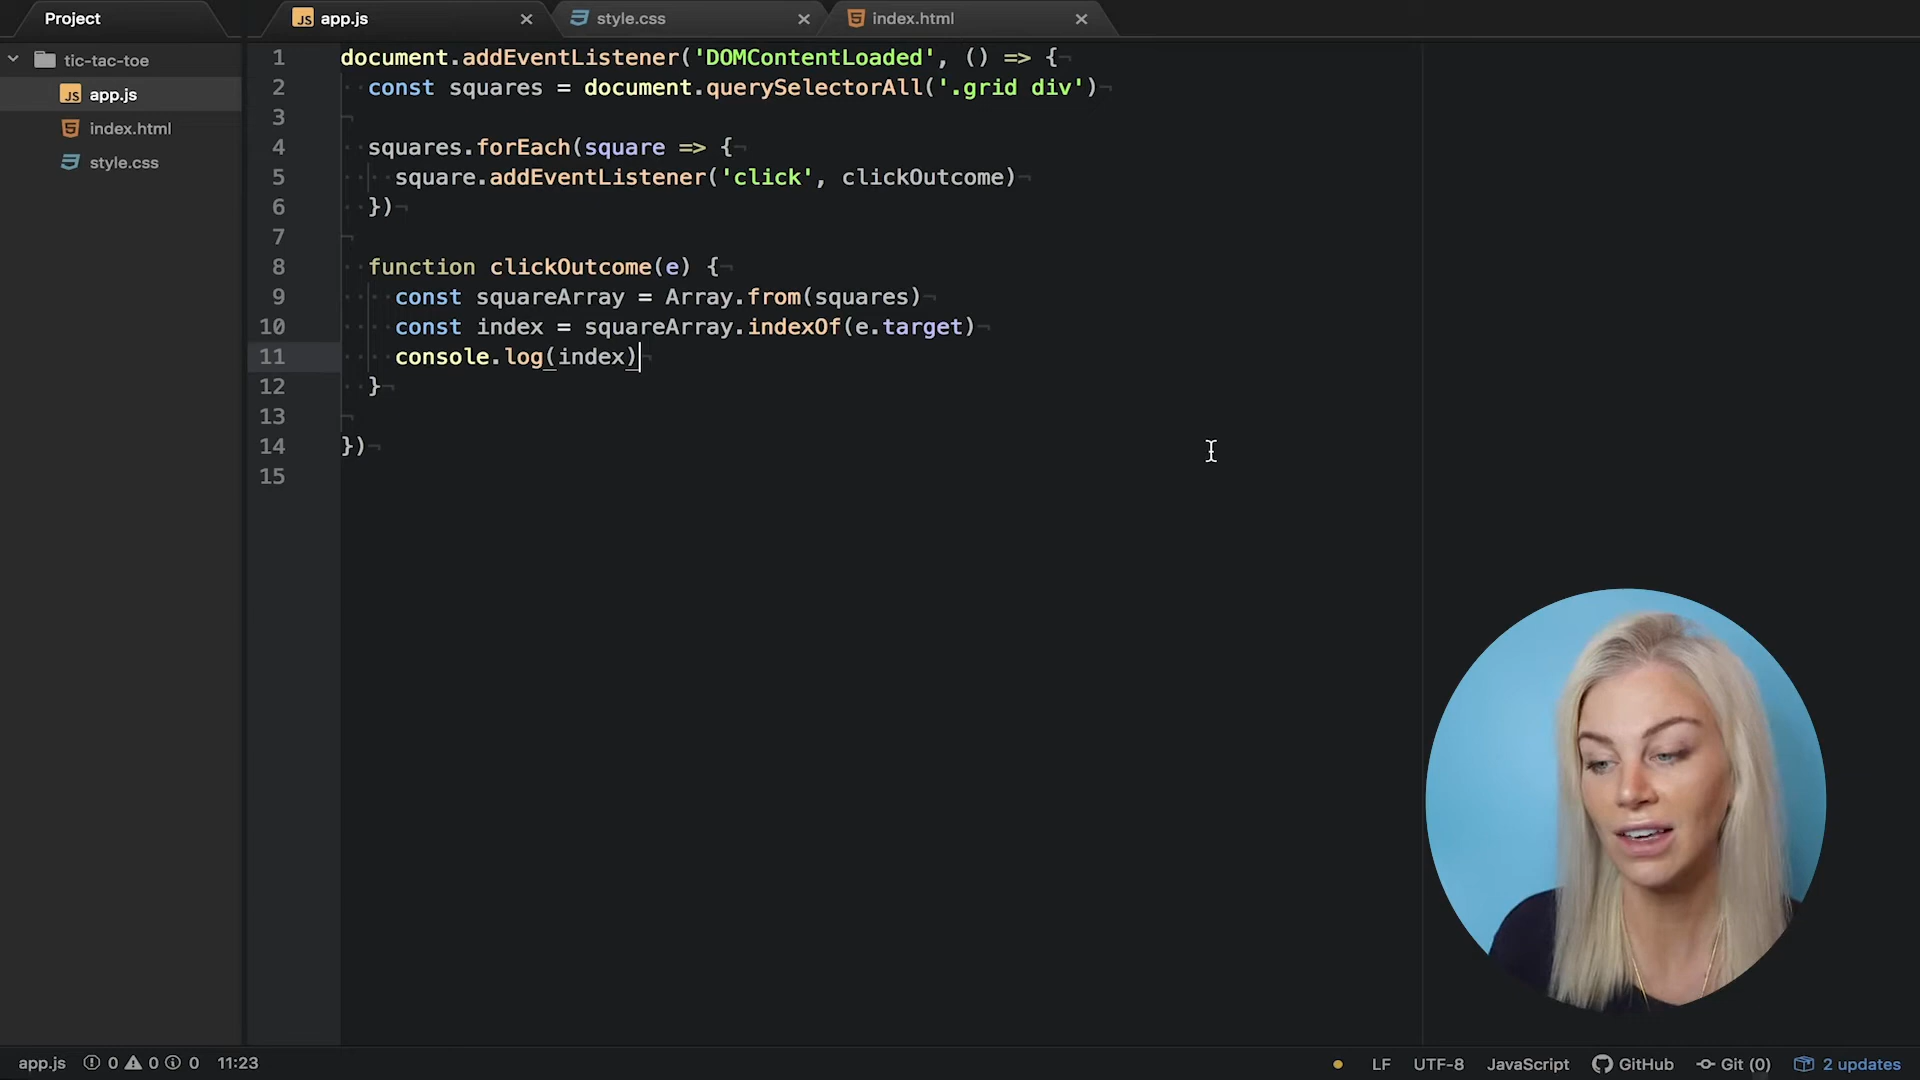 Project
app.js
style.css
index.html
tic-tac-toe
app.js
index.html
style.css
1 document.addEventListener('DOMContentLoaded', () => {
2 const squares = document.querySelectorAll('.grid div')
3
4 squares.forEach(square => {
5 square.addEventListener('click', clickOutcome)
6 })
7
8 function clickOutcome(e) {
9 const squareArray = Array.from(squares)
10 const index = squareArray.indexOf(e.target)
11 console.log(index)
12 }
13
14 })
15
app.js 0 0 0 11:23 LF UTF-8 JavaScript GitHub Git (0) 2 updates